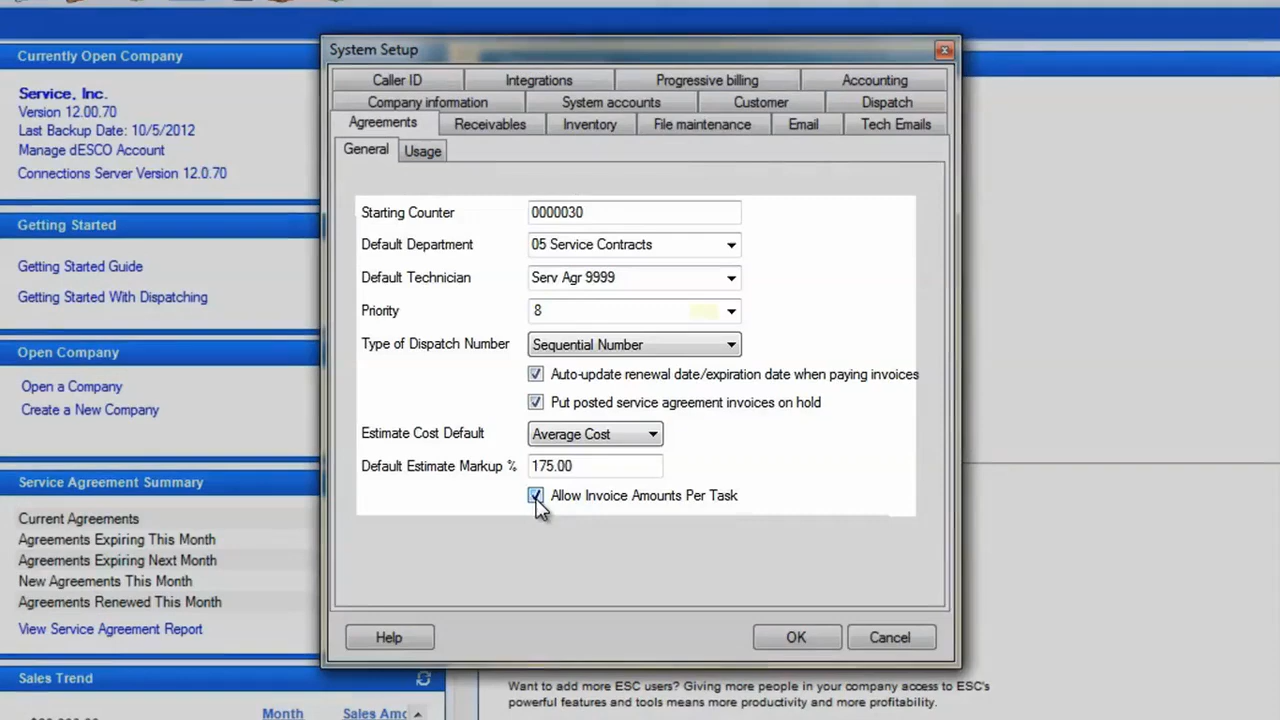 Currently Open Company
Service, Inc.
Version 12.00.70
Last Backup Date: 10/5/2012
Manage dESCO Account
Connections Server Version 12.0.70
Getting Started
Getting Started Guide
Getting Started With Dispatching
Open Company
Open a Company
Create a New Company
Service Agreement Summary
Current Agreements
Agreements Expiring This Month
Agreements Expiring Next Month
New Agreements This Month
Agreements Renewed This Month
View Service Agreement Report
Sales Trend
Month Sales Amo
System Setup
Caller ID Integrations Progressive billing Accounting
Company information System accounts Customer Dispatch
Agreements Receivables Inventory File maintenance Email Tech Emails
General Usage
Starting Counter 0000030
Default Department 05 Service Contracts
Default Technician Serv Agr 9999
Priority 8
Type of Dispatch Number Sequential Number
Auto-update renewal date/expiration date when paying invoices
Put posted service agreement invoices on hold
Estimate Cost Default Average Cost
Default Estimate Markup % 175.00
Allow Invoice Amounts Per Task
Help OK Cancel
Want to add more ESC users? Giving more people in your company access to ESC's
powerful features and tools means more productivity and more profitability.